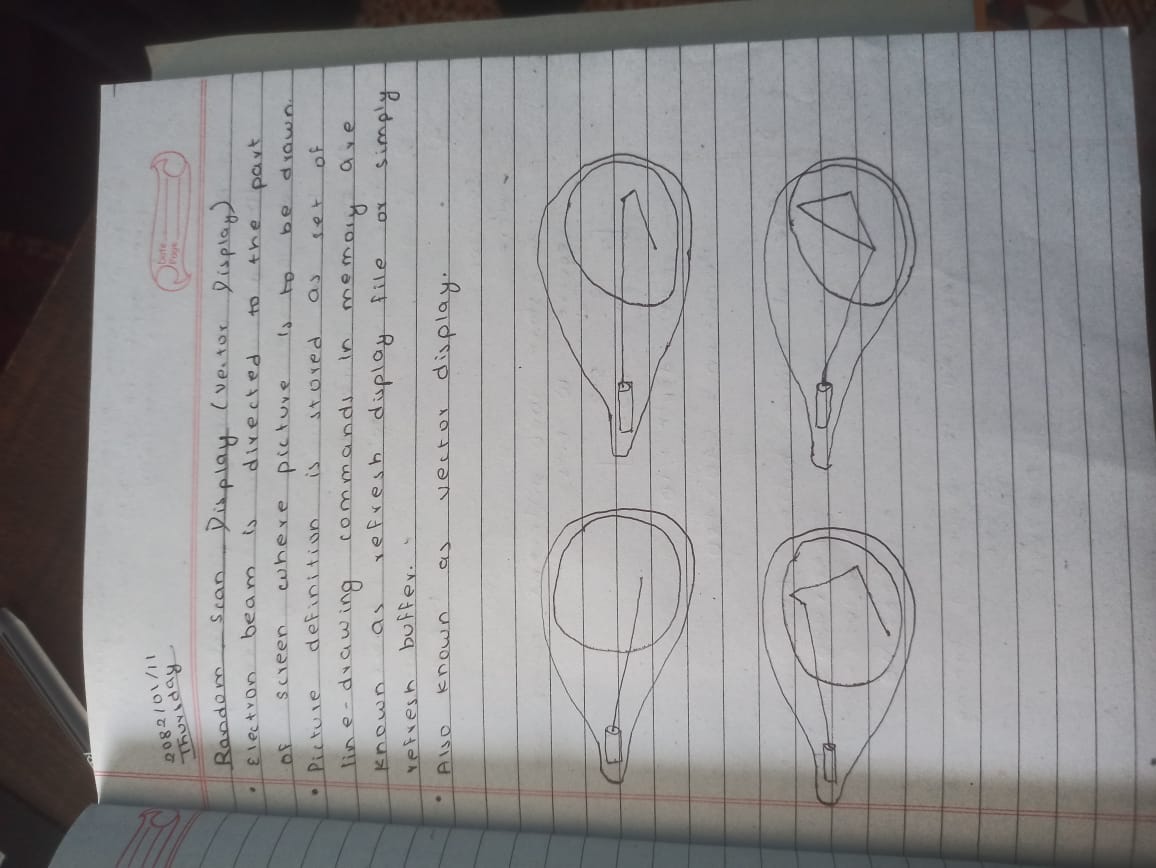 Date
Page
2082/01/11
Thursday
Random scan Display (vector Display)
• Electron beam is directed to the part
of screen where picture is to be drawn.
• Picture definition is stored as set of
line-drawing commands in memory are
known as refresh display file or simply
refresh buffer.
• Also known as vector display.